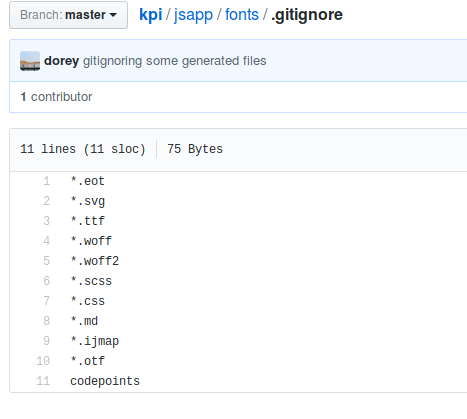 Branch: master kpi / jsapp / fonts / .gitignore
dorey gitignoring some generated files
1 contributor
11 lines (11 sloc) 75 Bytes
1 *.eot
2 *.svg
3 *.ttf
4 *.woff
5 *.woff2
6 *.scss
7 *.css
8 *.md
9 *.ijmap
10 *.otf
11 codepoints